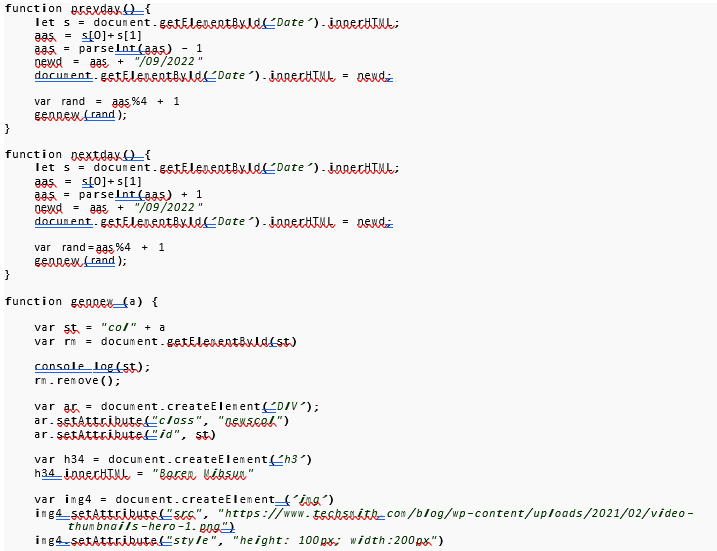 function prevday() {
let s = document.getElementById('Date').innerHTML;
aas = s[0]+s[1]
aas = parseInt(aas) - 1
newd = aas + "/09/2022"
document.getElementById('Date').innerHTML = newd;
var rand = aas%4 + 1
gennew(rand);
}
function nextday() {
let s = document.getElementById('Date').innerHTML;
aas = s[0]+s[1]
aas = parseInt(aas) + 1
newd = aas + "/09/2022"
document.getElementById('Date').innerHTML = newd;
var rand=aas%4 + 1
gennew(rand);
}
function gennew (a) {
var st = "col" + a
var rm = document.getElementById(st)
console.log(st);
rm.remove();
var ar = document.createElement('DIV');
ar.setAttribute("class", "newscol")
ar.setAttribute("id", st)
var h34 = document.createElement('h3')
h34.innerHTML = "Borem Nibsum"
var img4 = document.createElement ('img')
img4.setAttribute("src", "https://www.techsmith.com/blog/wp-content/uploads/2021/02/video-
thumbnails-hero-1.png")
img4.setAttribute("style", "height: 100px; width:200px")